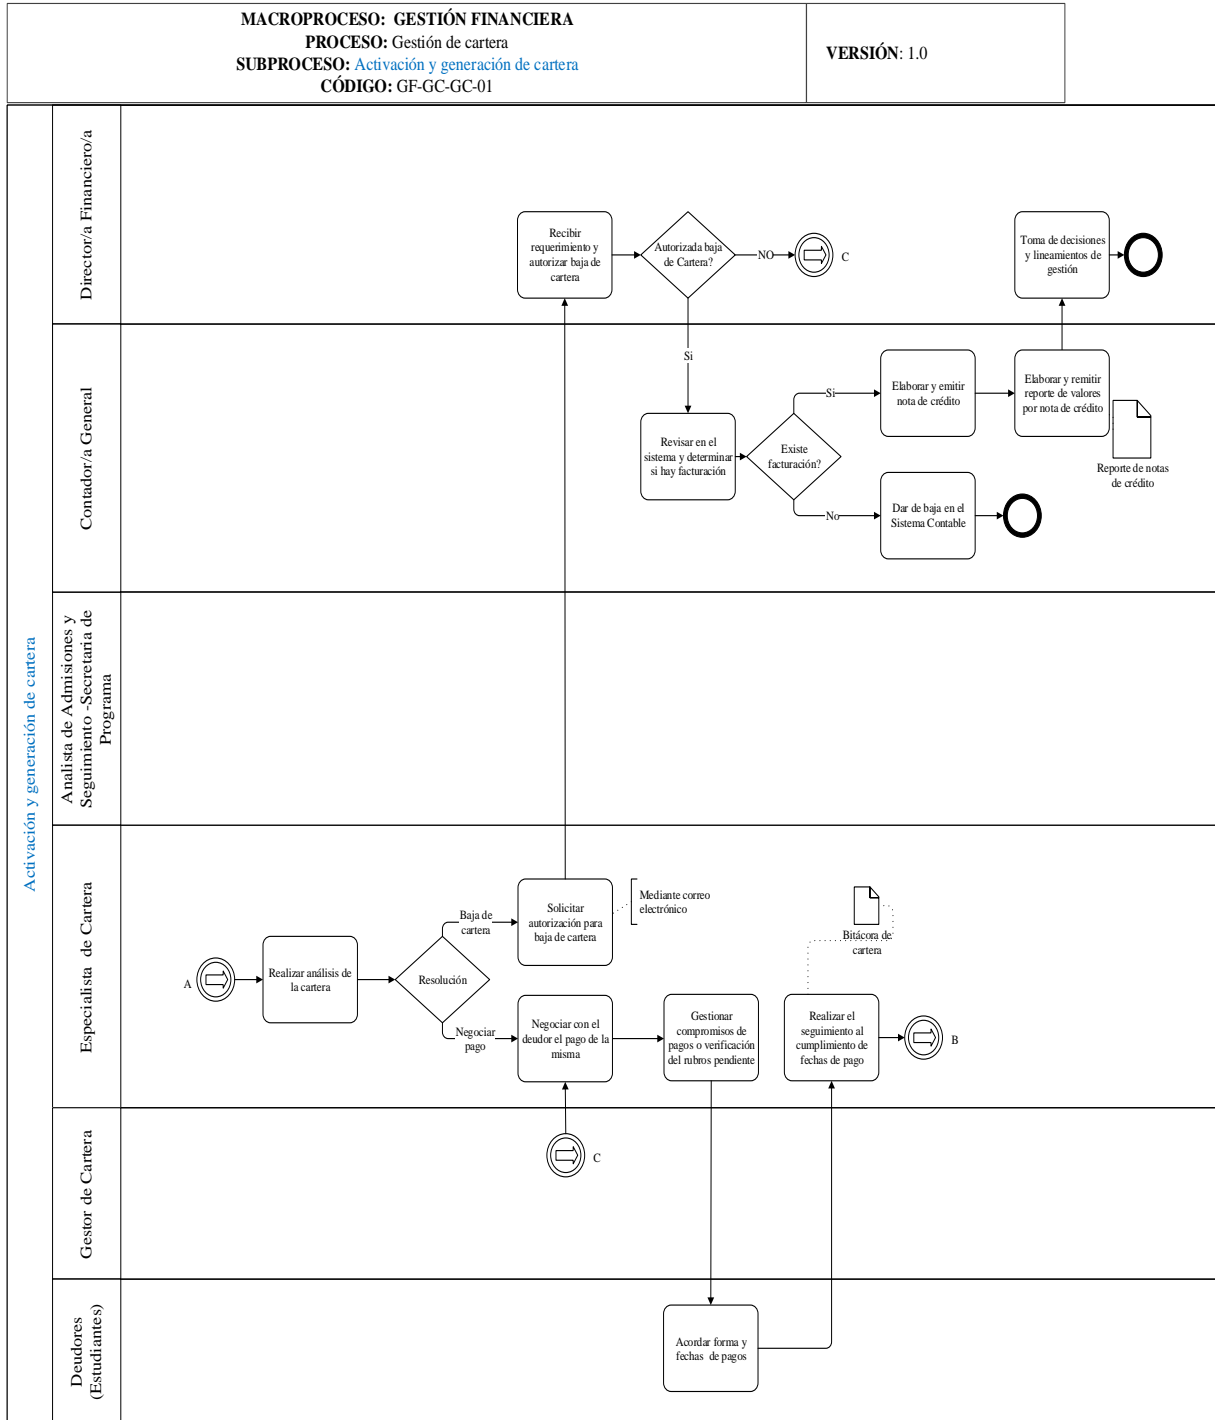 MACROPROCESO: GESTIÓN FINANCIERA
PROCESO: Gestión de cartera
SUBPROCESO: Activación y generación de cartera
CÓDIGO: GF-GC-GC-01
VERSIÓN: 1.0
Activación y generación de cartera
Director/a Financiero/a
Recibir
requerimiento y
autorizar baja de
cartera
Autorizada baja
de Cartera?
NO
C
Toma de decisiones
y lineamientos de
gestión
Si
Contador/a General
Revisar en el
sistema y determinar
si hay facturación
Existe
facturación?
Si
Elaborar y emitir
nota de crédito
Elaborar y remitir
reporte de valores
por nota de crédito
Reporte de notas
de crédito
No
Dar de baja en el
Sistema Contable
Analista de Admisiones y
Seguimiento -Secretaria de
Programa
Especialista de Cartera
A
Realizar análisis de
la cartera
Resolución
Baja de
cartera
Solicitar
autorización para
baja de cartera
Mediante correo
electrónico
Negociar
pago
Negociar con el
deudor el pago de la
misma
Gestionar
compromisos de
pagos o verificación
del rubros pendiente
Bitácora de
cartera
Realizar el
seguimiento al
cumplimiento de
fechas de pago
B
Gestor de Cartera
C
Deudores
(Estudiantes)
Acordar forma y
fechas de pagos